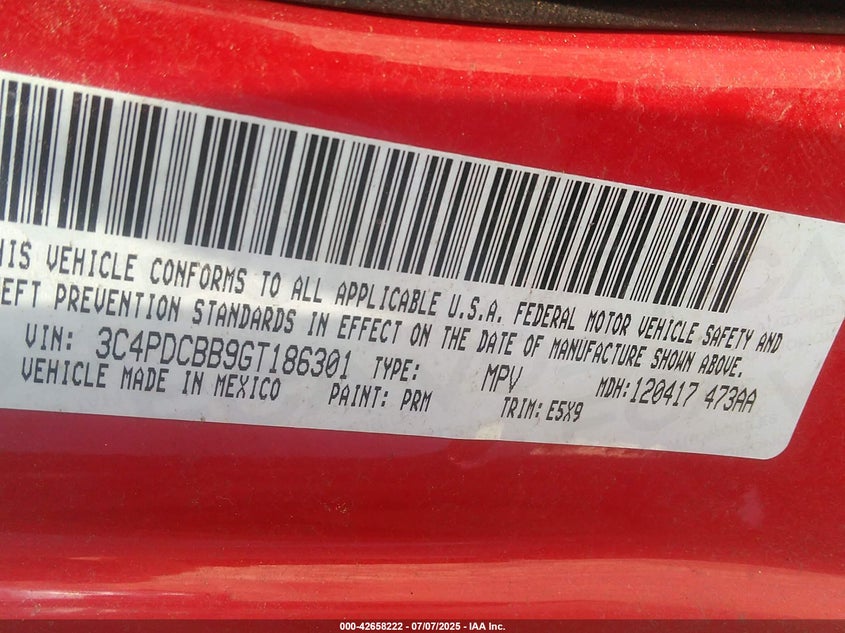 HIS VEHICLE CONFORMS TO ALL APPLICABLE U.S.A. FEDERAL MOTOR VEHICLE SAFETY AND
EFT PREVENTION STANDARDS IN EFFECT ON THE DATE OF MANUFACTURE SHOWN ABOVE.
VIN: 3C4PDCBB9GT186301 TYPE: MPV MDH:120417 473AA
VEHICLE MADE IN MEXICO PAINT: PRM TRIM: E5X9
000-42658222 - 07/07/2025 - IAA Inc.